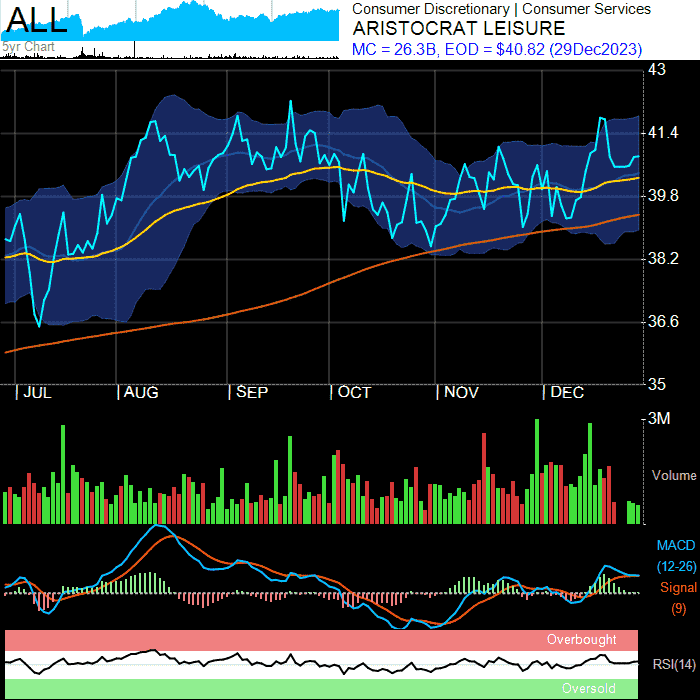 ALL
5yr Chart
Consumer Discretionary | Consumer Services
ARISTOCRAT LEISURE
MC = 26.3B, EOD = $40.82 (29Dec2023)
43
41.4
39.8
38.2
36.6
35
| JUL | AUG | SEP | OCT | NOV | DEC
3M
Volume
MACD
(12-26)
Signal
(9)
Overbought
RSI(14)
Oversold